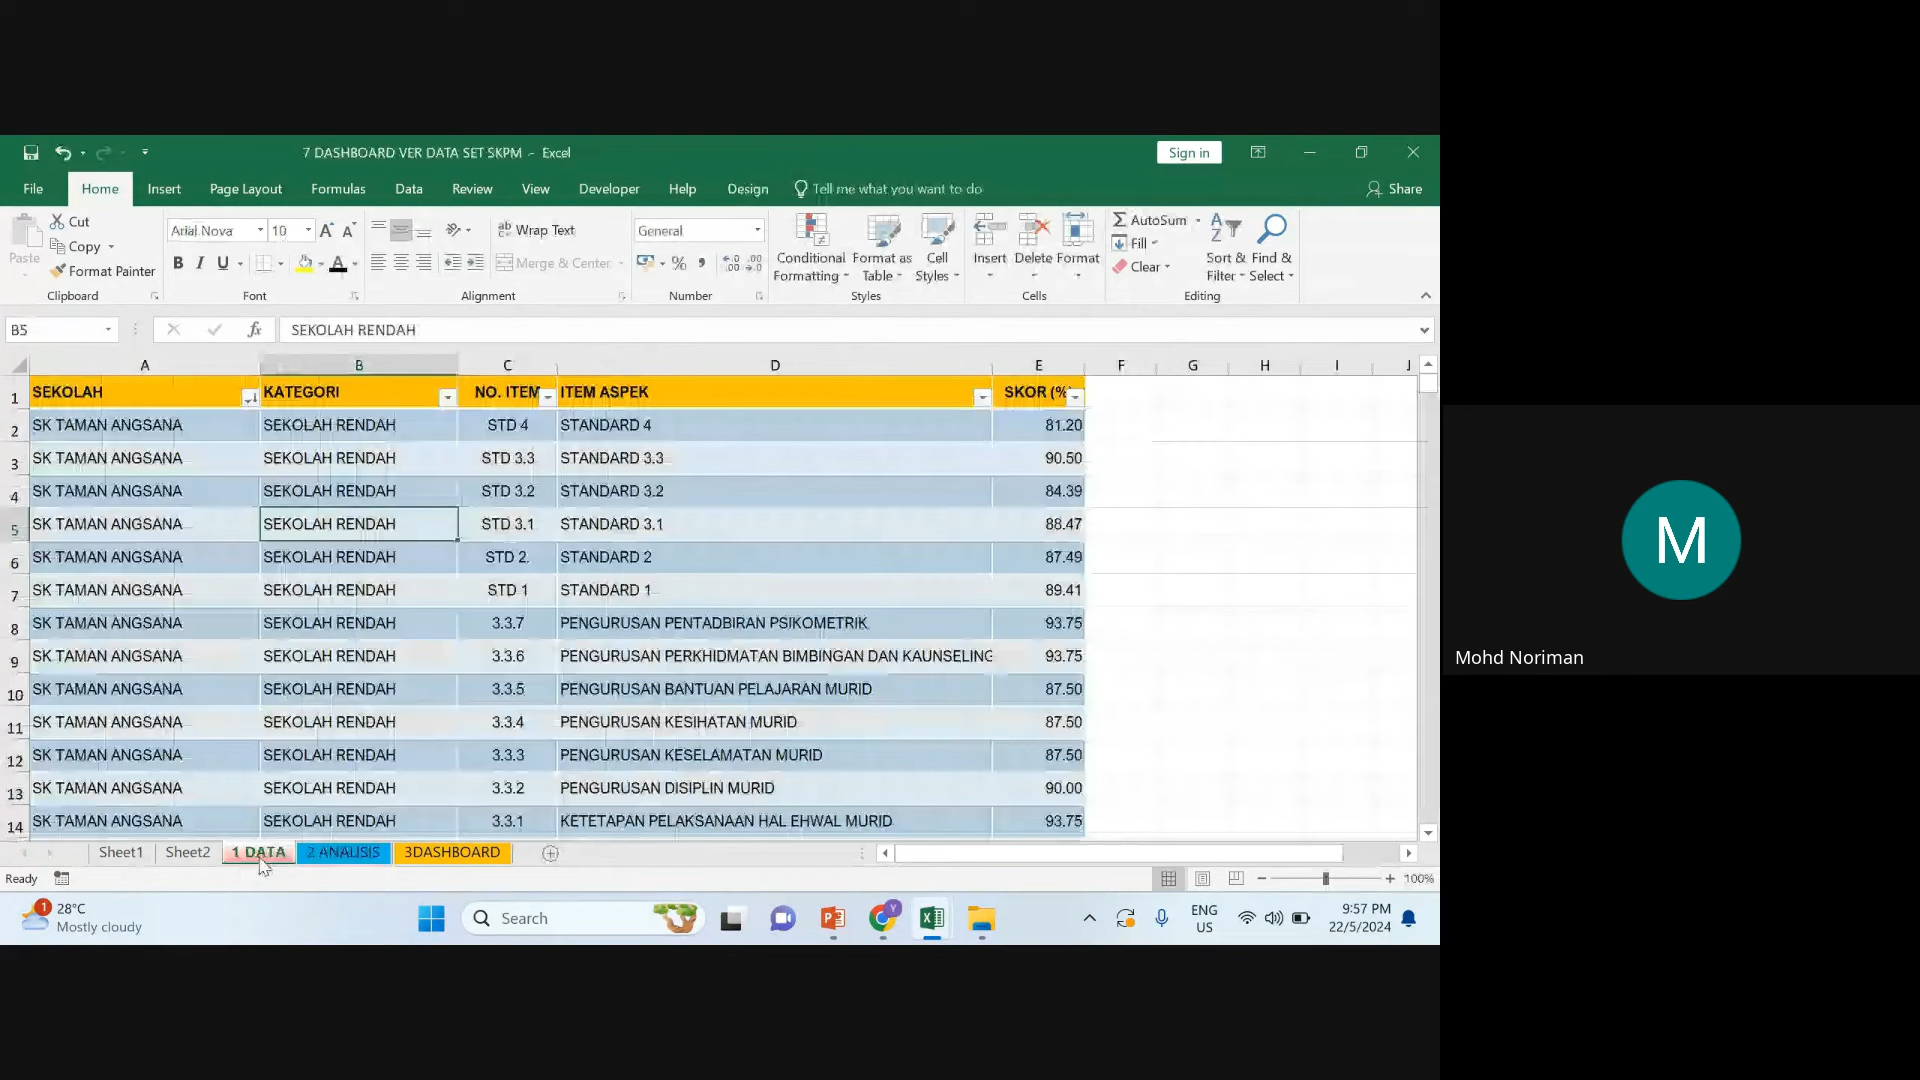 7 DASHBOARD VER DATA SET SKPM - Excel
Sign in
File Home Insert Page Layout Formulas Data Review View Developer Help Design Tell me what you want to do Share
Paste
Cut
Copy
Format Painter
Clipboard
Arial Nova 10
B I U
Font
Wrap Text
Merge & Center
Alignment
General
%
Number
Conditional Formatting
Format as Table
Cell Styles
Styles
Insert Delete Format
Cells
AutoSum
Fill
Clear
Sort & Filter
Find & Select
Editing
B5 fx SEKOLAH RENDAH
A B C D E F G H I J
1 SEKOLAH KATEGORI NO. ITEM ITEM ASPEK SKOR (%
2 SK TAMAN ANGSANA SEKOLAH RENDAH STD 4 STANDARD 4 81.20
3 SK TAMAN ANGSANA SEKOLAH RENDAH STD 3.3 STANDARD 3.3 90.50
4 SK TAMAN ANGSANA SEKOLAH RENDAH STD 3.2 STANDARD 3.2 84.39
5 SK TAMAN ANGSANA SEKOLAH RENDAH STD 3.1 STANDARD 3.1 88.47
6 SK TAMAN ANGSANA SEKOLAH RENDAH STD 2. STANDARD 2 87.49
7 SK TAMAN ANGSANA SEKOLAH RENDAH STD 1 STANDARD 1 89.41
8 SK TAMAN ANGSANA SEKOLAH RENDAH 3.3.7 PENGURUSAN PENTADBIRAN PSIKOMETRIK 93.75
9 SK TAMAN ANGSANA SEKOLAH RENDAH 3.3.6 PENGURUSAN PERKHIDMATAN BIMBINGAN DAN KAUNSELING 93.75
10 SK TAMAN ANGSANA SEKOLAH RENDAH 3.3.5 PENGURUSAN BANTUAN PELAJARAN MURID 87.50
11 SK TAMAN ANGSANA SEKOLAH RENDAH 3.3.4 PENGURUSAN KESIHATAN MURID 87.50
12 SK TAMAN ANGSANA SEKOLAH RENDAH 3.3.3 PENGURUSAN KESELAMATAN MURID 87.50
13 SK TAMAN ANGSANA SEKOLAH RENDAH 3.3.2 PENGURUSAN DISIPLIN MURID 90.00
14 SK TAMAN ANGSANA SEKOLAH RENDAH 3.3.1 KETETAPAN PELAKSANAAN HAL EHWAL MURID 93.75
Sheet1 Sheet2 1 DATA 2 ANALISIS 3DASHBOARD
Ready
100%
1
28°C
Mostly cloudy
Search
ENG
US
9:57 PM
22/5/2024
M
Mohd Noriman